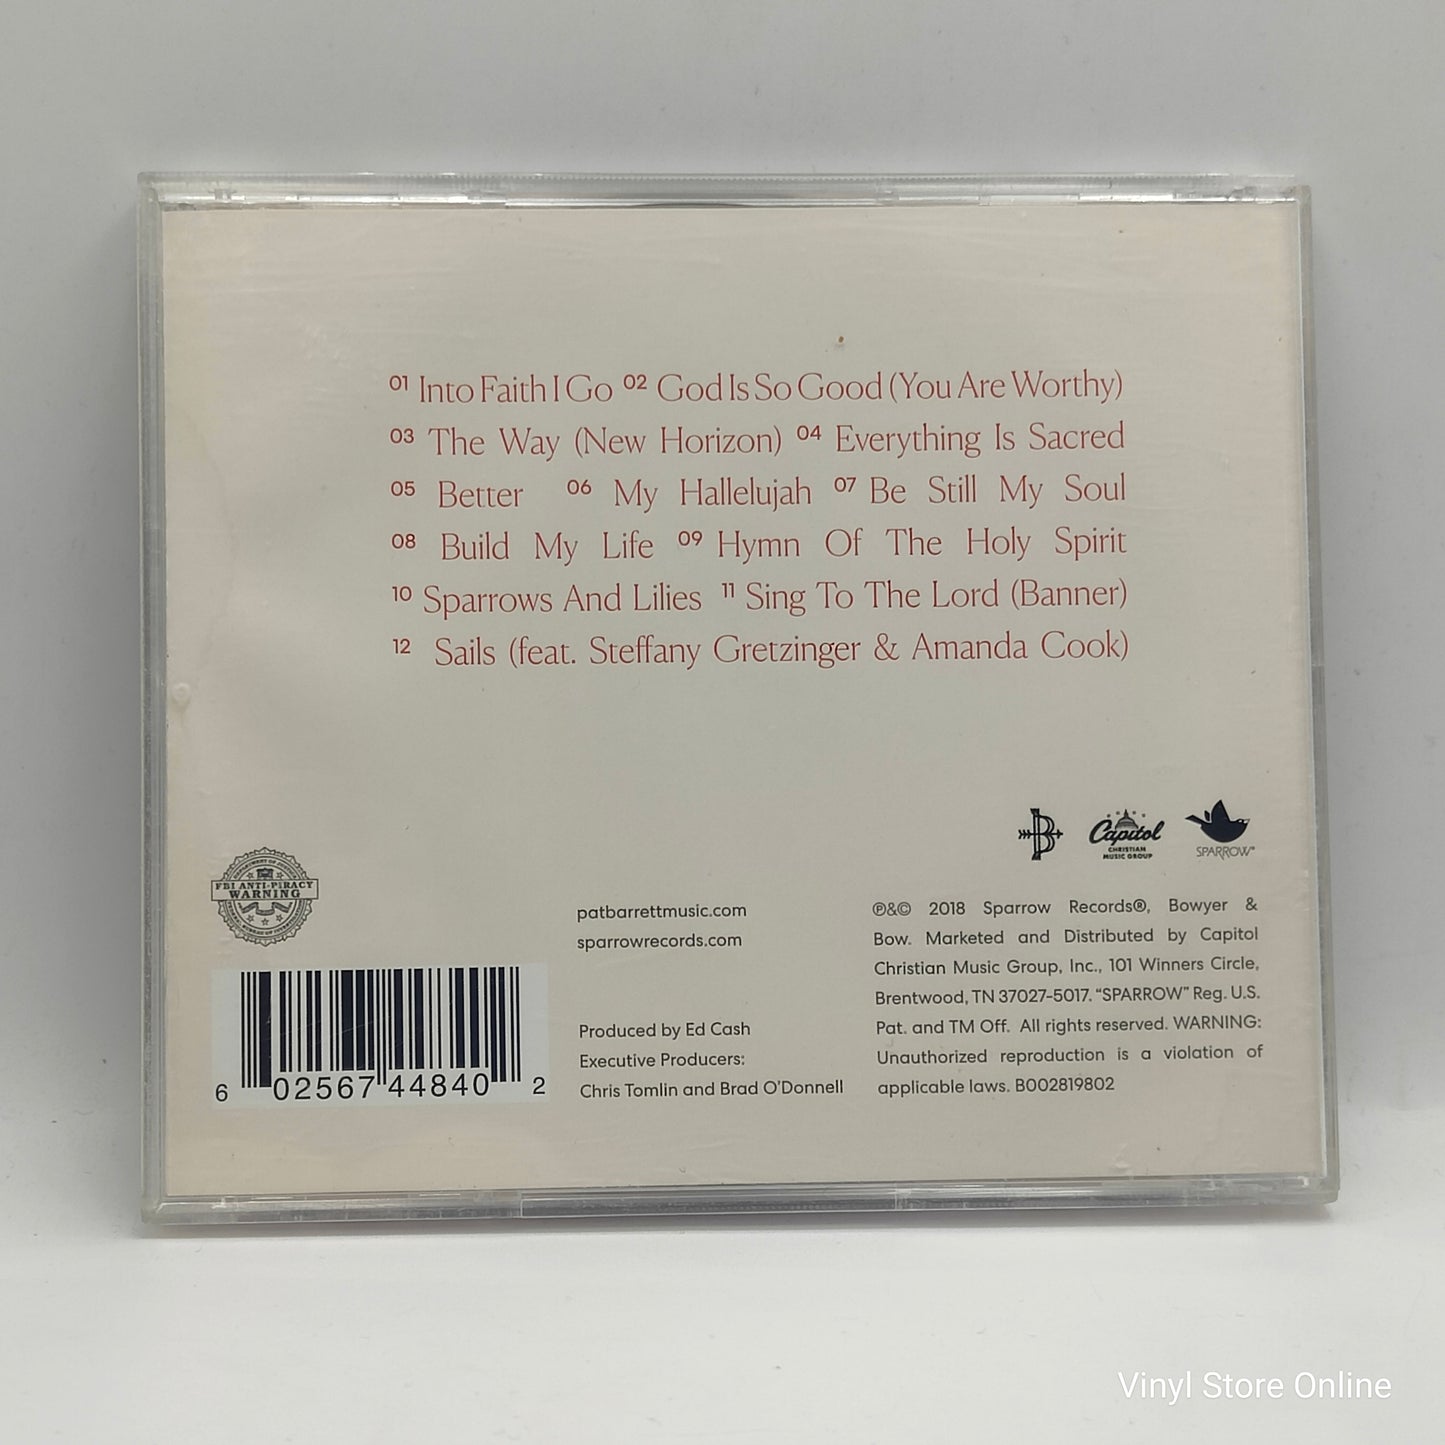 01 Into Faith I Go 02 God Is So Good (You Are Worthy)
03 The Way (New Horizon) 04 Everything Is Sacred
05 Better 06 My Hallelujah 07 Be Still My Soul
08 Build My Life 09 Hymn Of The Holy Spirit
10 Sparrows And Lilies 11 Sing To The Lord (Banner)
12 Sails (feat. Steffany Gretzinger & Amanda Cook)
B
Capitol
CHRISTIAN
MUSIC GROUP
SPARROW®
FBI ANTI-PIRACY
WARNING
patbarrettmusic.com
sparrowrecords.com
Produced by Ed Cash
Executive Producers:
Chris Tomlin and Brad O'Donnell
℗&© 2018 Sparrow Records®, Bowyer &
Bow. Marketed and Distributed by Capitol
Christian Music Group, Inc., 101 Winners Circle,
Brentwood, TN 37027-5017. “SPARROW” Reg. U.S.
Pat. and TM Off. All rights reserved. WARNING:
Unauthorized reproduction is a violation of
applicable laws. B002819802
6 02567 44840 2
Vinyl Store Online